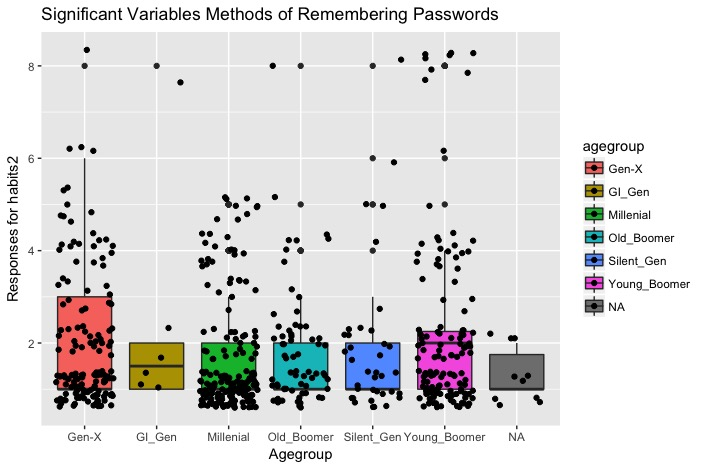 Significant Variables Methods of Remembering Passwords
Responses for habits2
8
6
4
2
Gen-X GI_Gen Millenial Old_Boomer Silent_Gen Young_Boomer NA
Agegroup
agegroup
Gen-X
GI_Gen
Millenial
Old_Boomer
Silent_Gen
Young_Boomer
NA